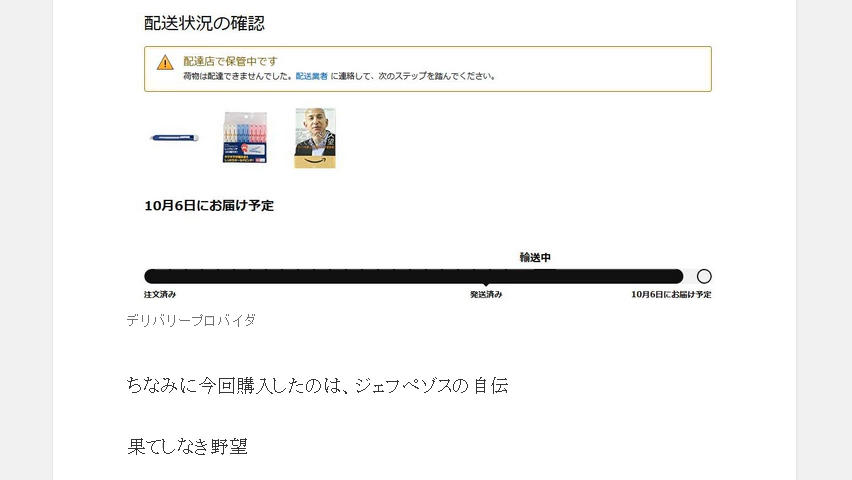 配送状況の確認
配達店で保管中です
荷物は配達できませんでした。配送業者 に連絡して、次のステップを踏んでください。
10月6日にお届け予定
輸送中
注文済み
発送済み
10月6日にお届け予定
デリバリープロバイダ
ちなみに今回購入したのは、ジェフベゾスの自伝
果てしなき野望